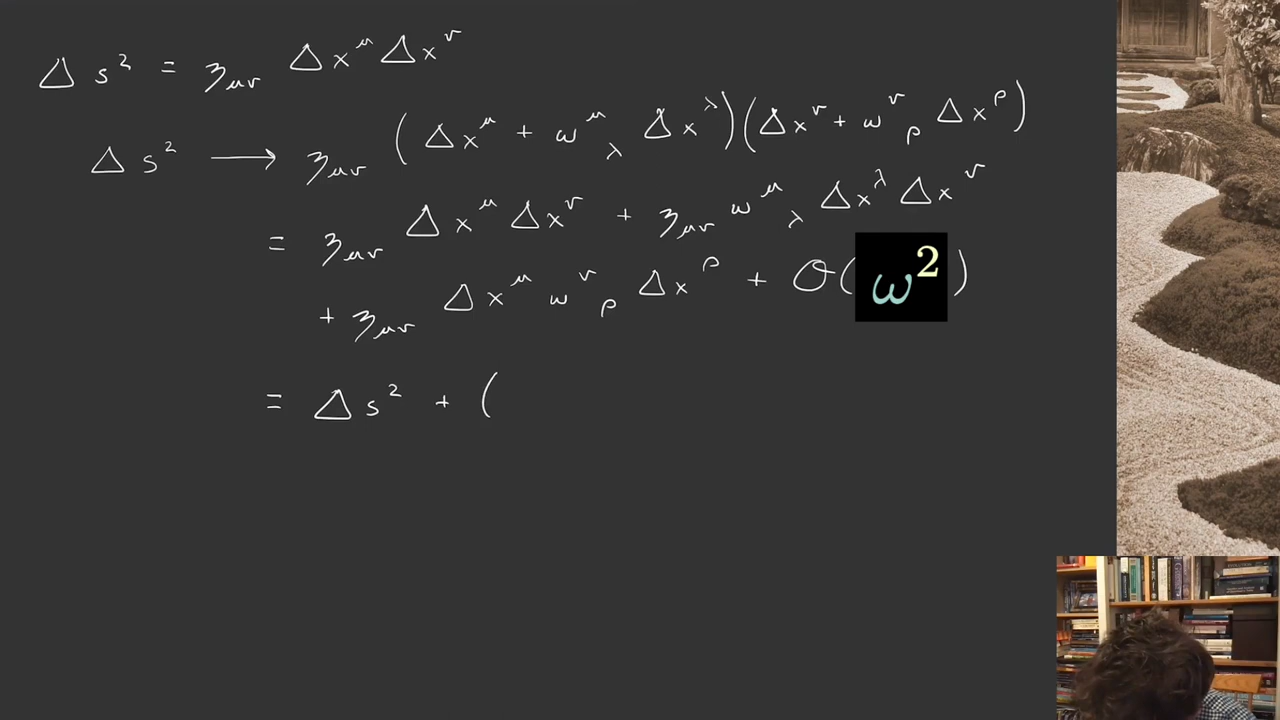 Δs² = η_μν Δx^μ Δx^ν
Δs² → η_μν (Δx^μ + ω^μ_λ Δx^λ)(Δx^ν + ω^ν_ρ Δx^ρ)
= η_μν Δx^μ Δx^ν + η_μν ω^μ_λ Δx^λ Δx^ν
+ η_μν Δx^μ ω^ν_ρ Δx^ρ + O(ω²)
= Δs² + (